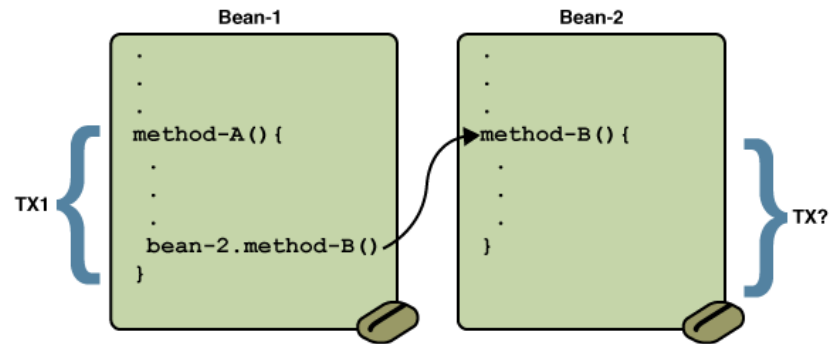 Bean-1
.
.
.
method-A(){
.
.
.
bean-2.method-B()
}
TX1
Bean-2
.
.
.
method-B(){
.
.
.
}
TX?